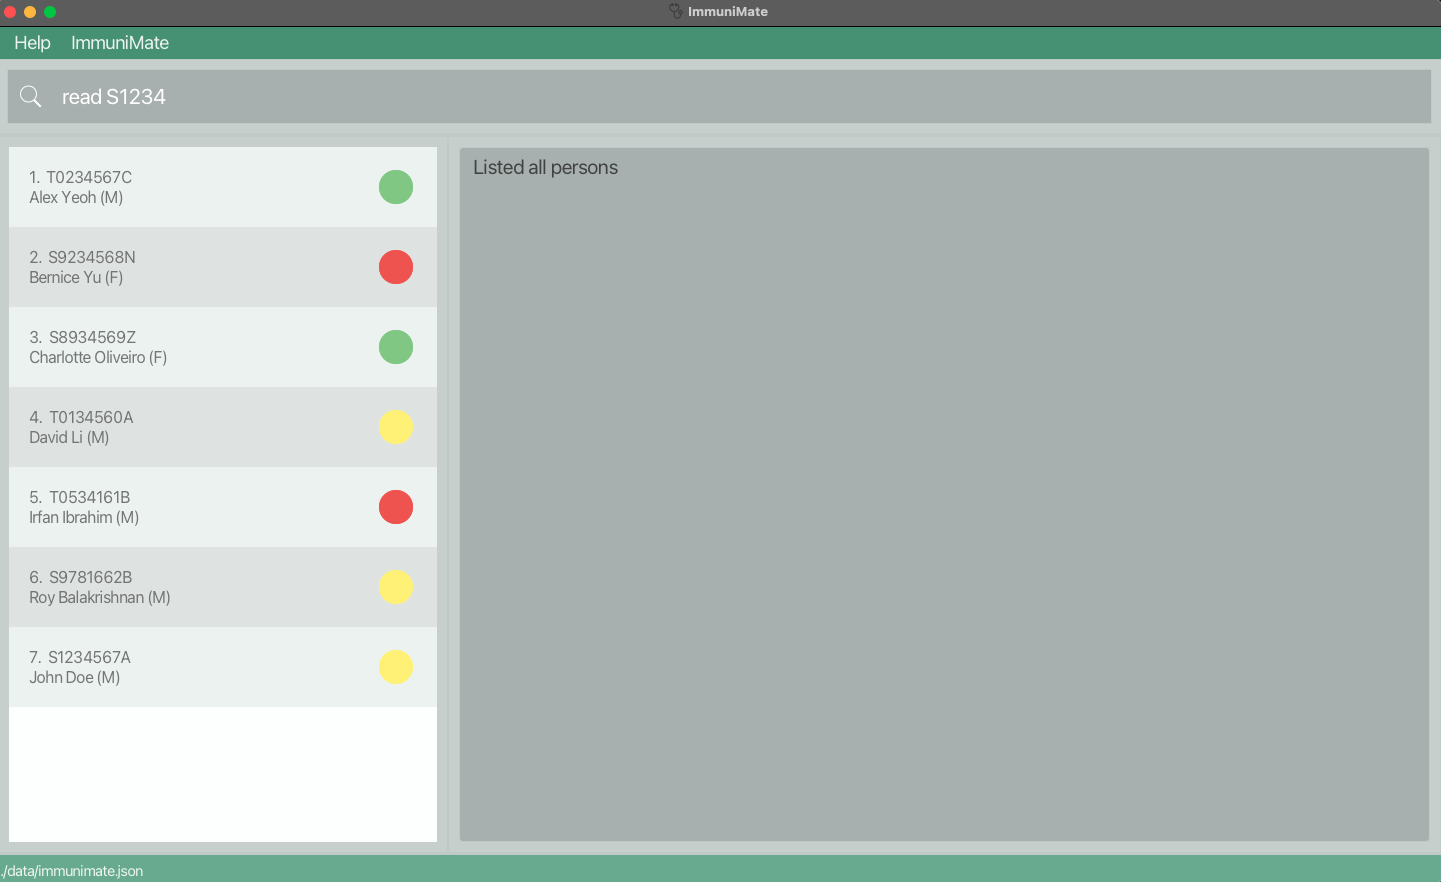 ImmuniMate
Help ImmuniMate
read S1234
1. T0234567C
Alex Yeoh (M)
2. S9234568N
Bernice Yu (F)
3. S8934569Z
Charlotte Oliveiro (F)
4. T0134560A
David Li (M)
5. T0534161B
Irfan Ibrahim (M)
6. S9781662B
Roy Balakrishnan (M)
7. S1234567A
John Doe (M)
Listed all persons
./data/immunimate.json